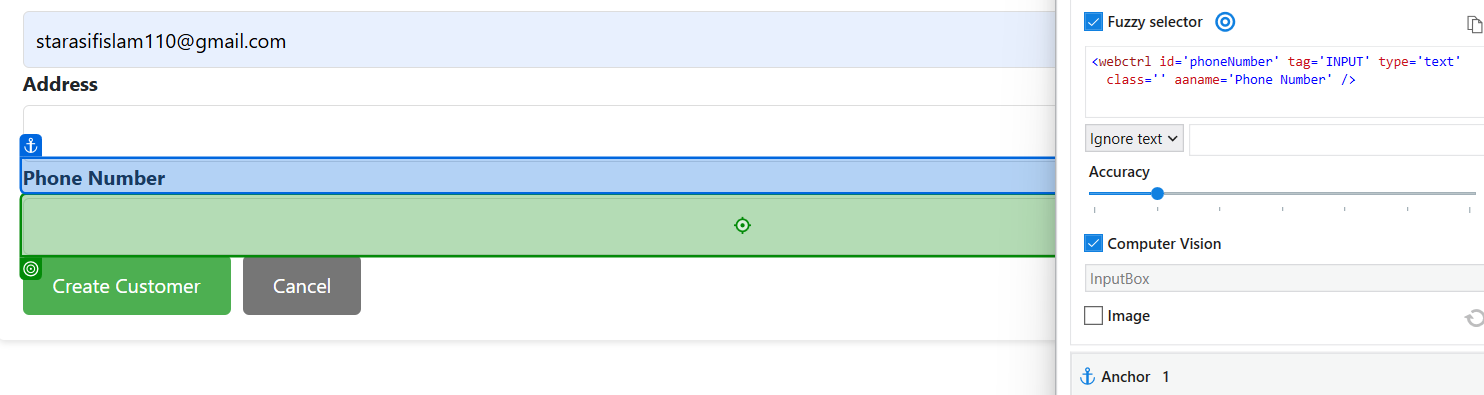 starasifislam110@gmail.com
Address
Phone Number
Create Customer
Cancel
Fuzzy selector
<webctrl id='phoneNumber' tag='INPUT' type='text'
class='' aaname='Phone Number' />
Ignore text
Accuracy
Computer Vision
InputBox
Image
Anchor 1